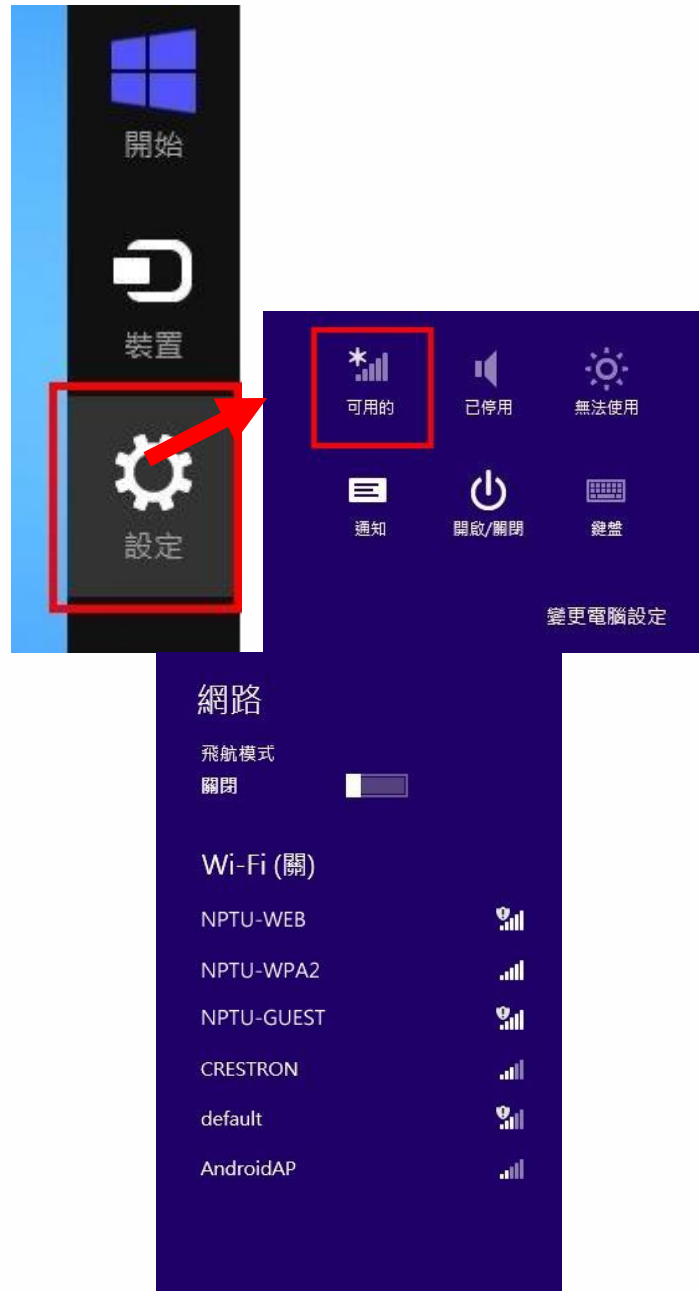 開始
裝置
設定
可用的
已停用
無法使用
通知
開啟/關閉
鍵盤
變更電腦設定
網路
飛航模式
關閉
Wi-Fi (關)
NPTU-WEB
NPTU-WPA2
NPTU-GUEST
CRESTRON
default
AndroidAP